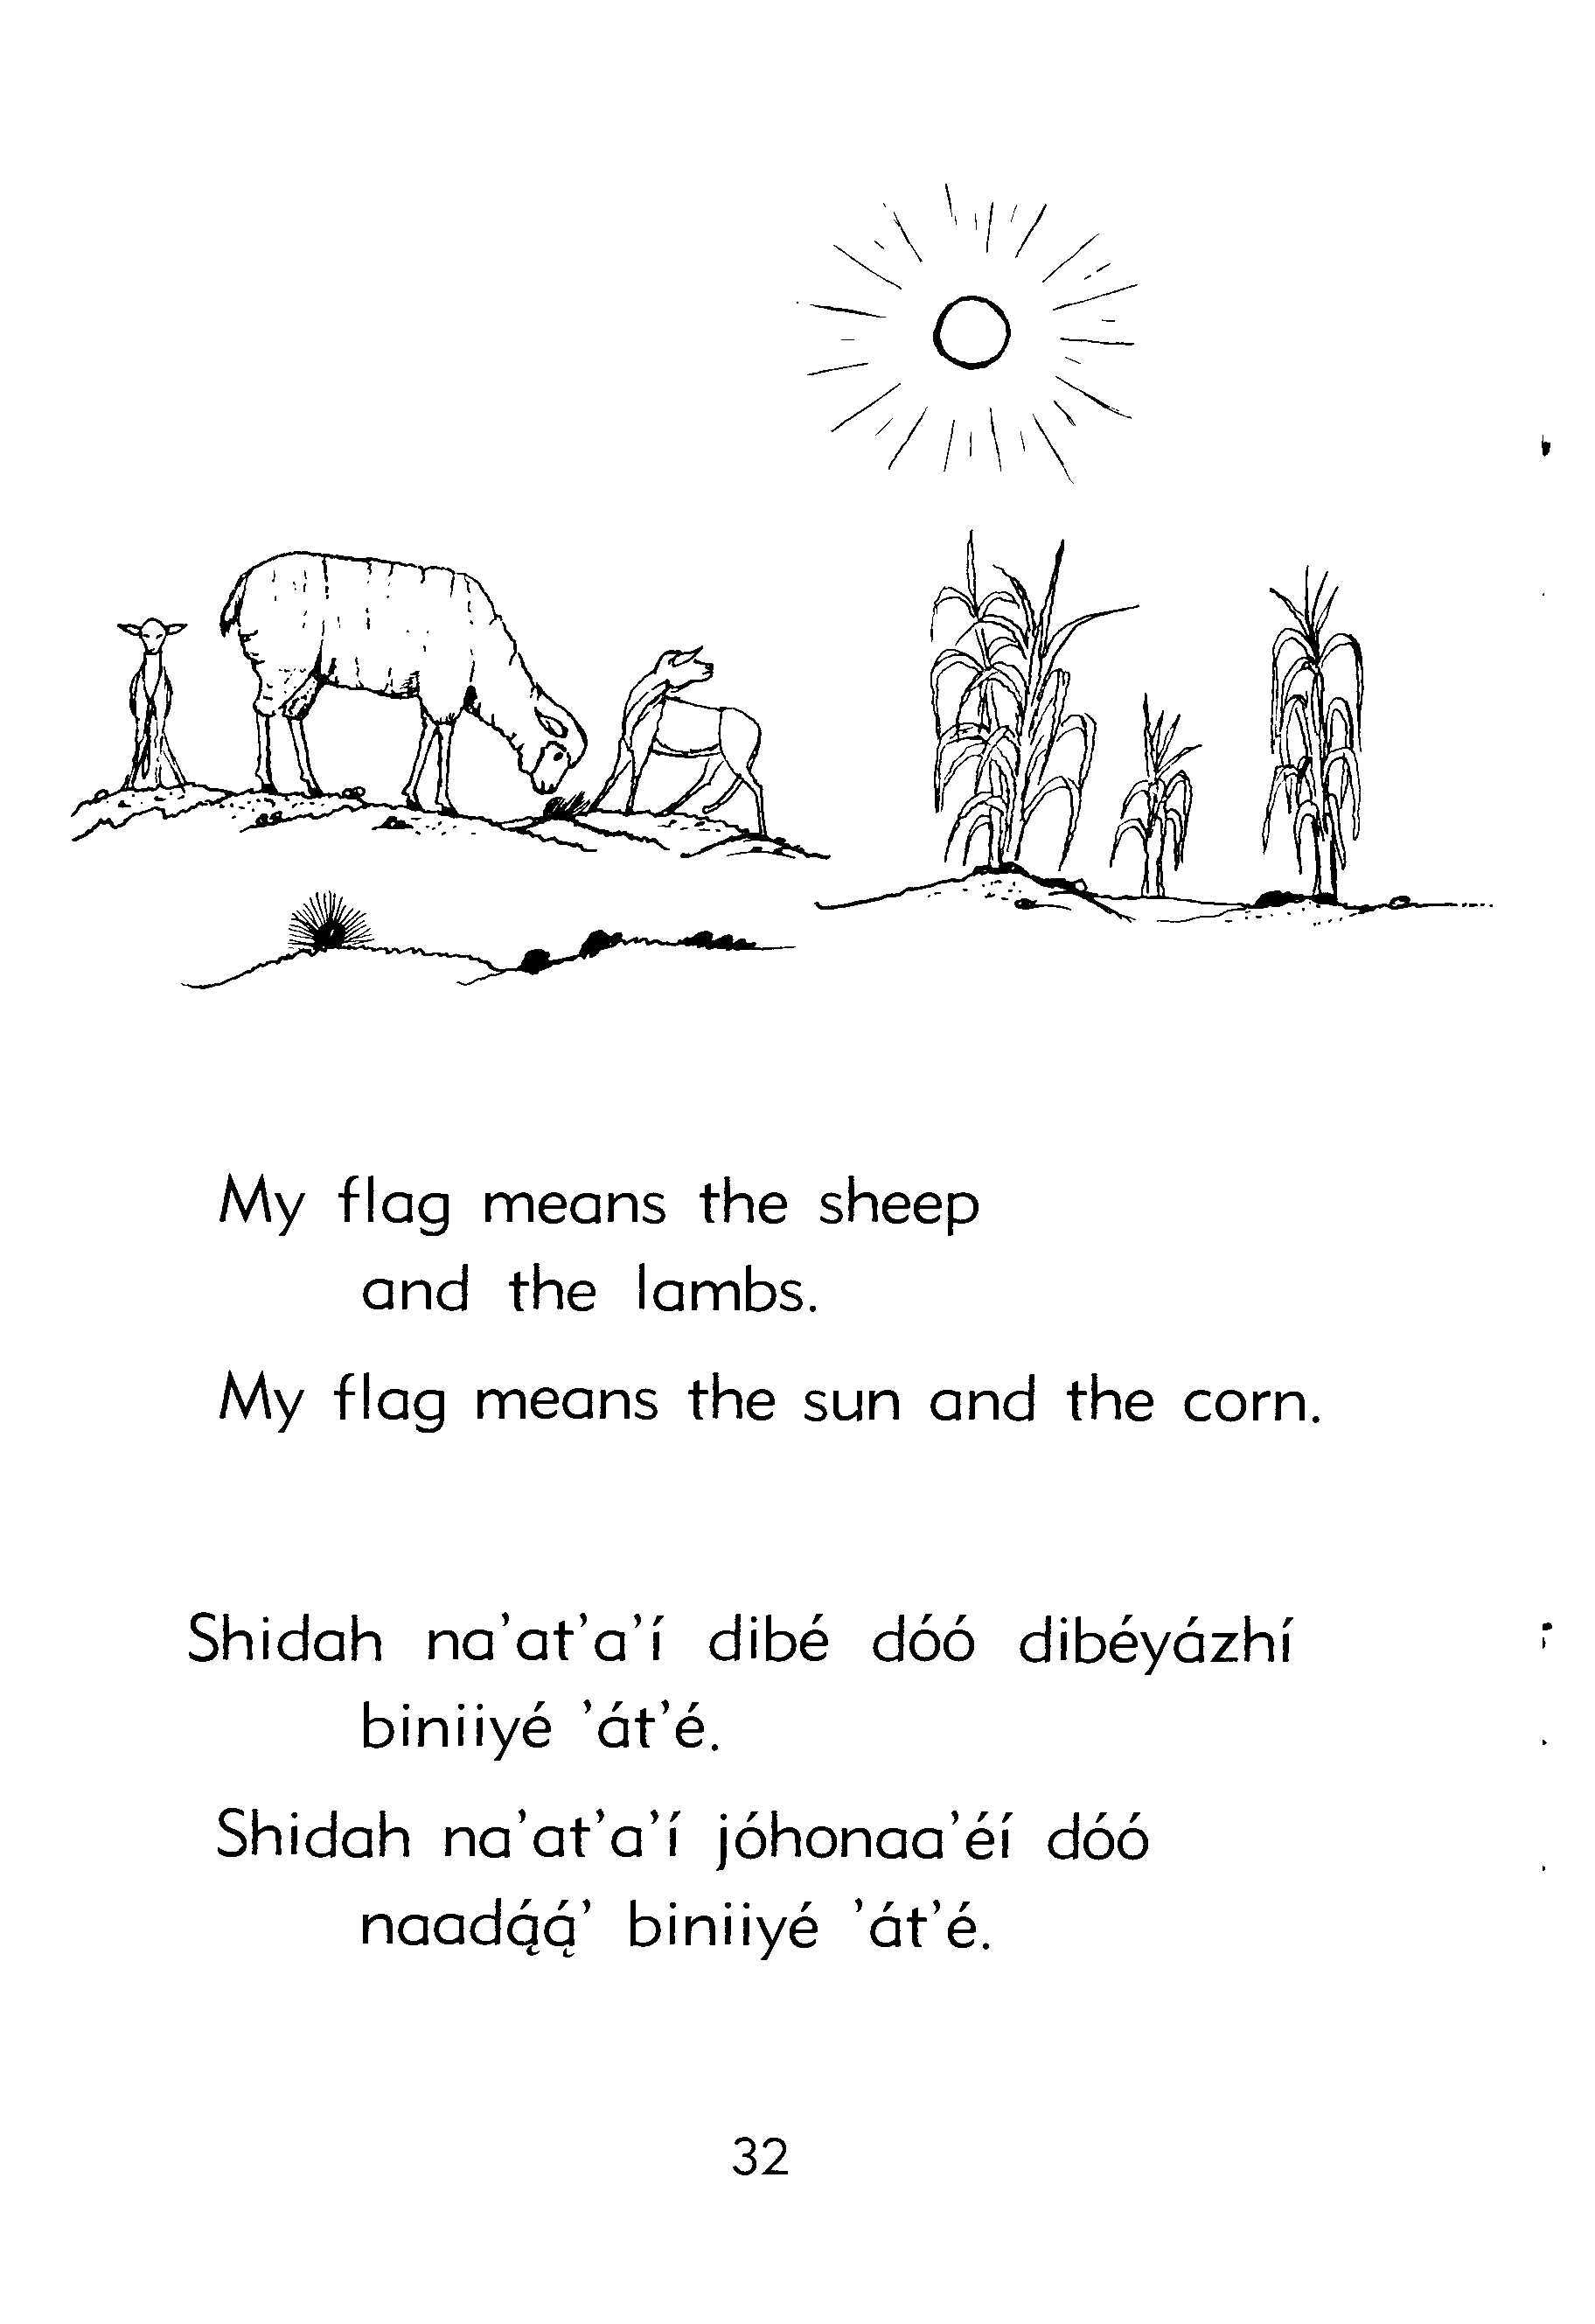 My flag means the sheep
and the lambs.
My flag means the sun and the corn.
Shidah na’at’a’í dibé dóó dibéyázhí
biniiyé ’át’é.
Shidah na’at’a’í jóhonaa’éí dóó
naadą́ą́’ biniiyé ’át’é.
32